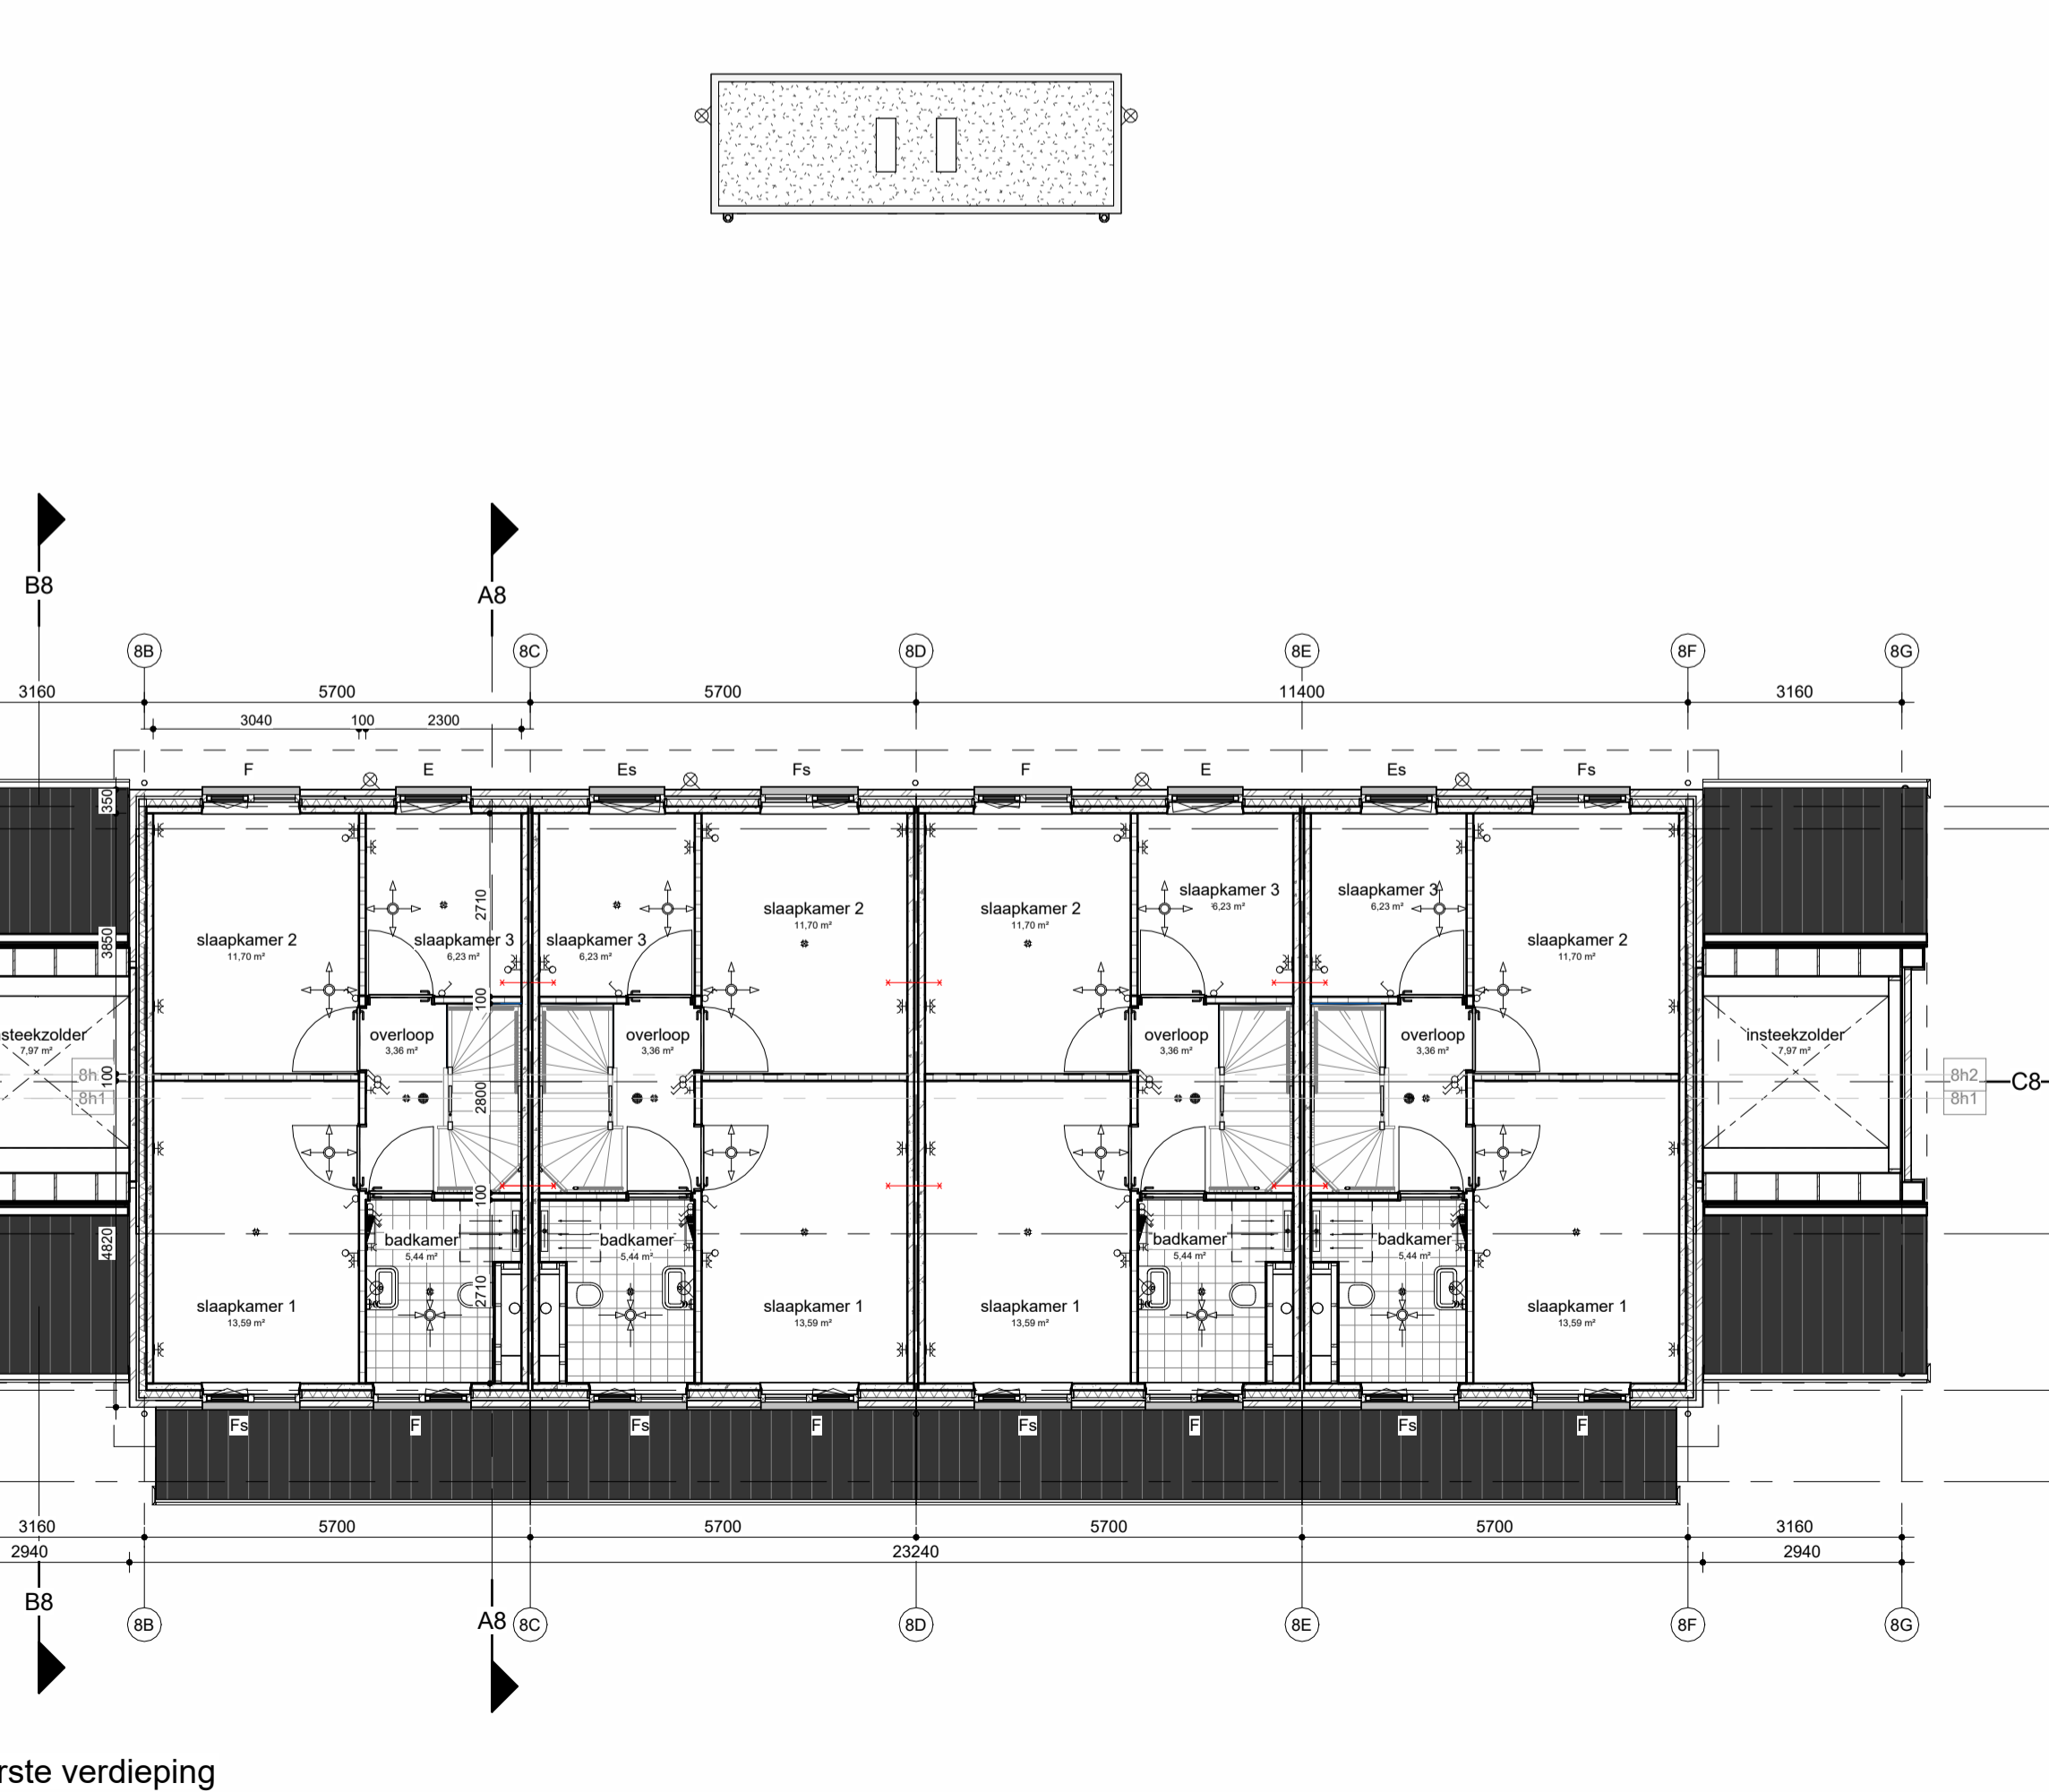 B8
A8
8B
8C
8D
8E
8F
8G
3160
5700
5700
11400
3160
3040
100
2300
F
E
Es
Fs
F
E
Es
Fs
350
2710
3850
slaapkamer 3
6,23 m²
slaapkamer 3
6,23 m²
slaapkamer 2
11,70 m²
slaapkamer 2
11,70 m²
slaapkamer 2
11,70 m²
slaapkamer 3
6,23 m²
slaapkamer 3
6,23 m²
slaapkamer 2
11,70 m²
100
steekzolder
7,97 m²
overloop
3,36 m²
overloop
3,36 m²
overloop
3,36 m²
overloop
3,36 m²
insteekzolder
7,97 m²
8h
100
8h1
2800
8h2
C8
8h1
100
4820
badkamer
5,44 m²
badkamer
5,44 m²
badkamer
5,44 m²
badkamer
5,44 m²
2710
slaapkamer 1
13,59 m²
slaapkamer 1
13,59 m²
slaapkamer 1
13,59 m²
slaapkamer 1
13,59 m²
Fs
F
Fs
F
Fs
F
Fs
F
3160
5700
5700
5700
5700
3160
2940
23240
2940
B8
A8
8B
8C
8D
8E
8F
8G
rste verdieping